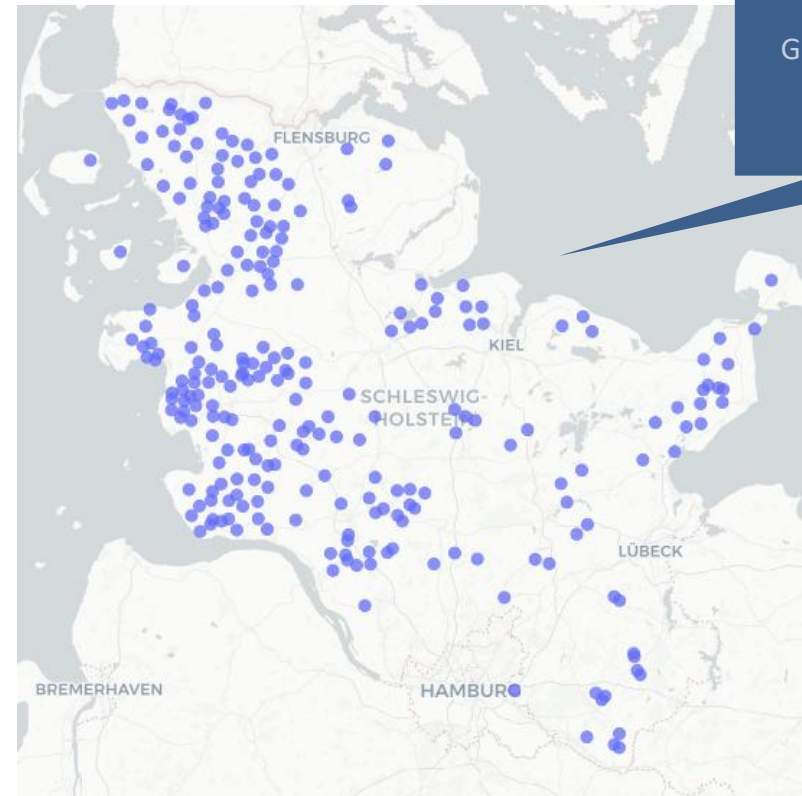 G
FLENSBURG
KIEL
SCHLESWIG-
HOLSTEIN
LÜBECK
HAMBURG
BREMERHAVEN